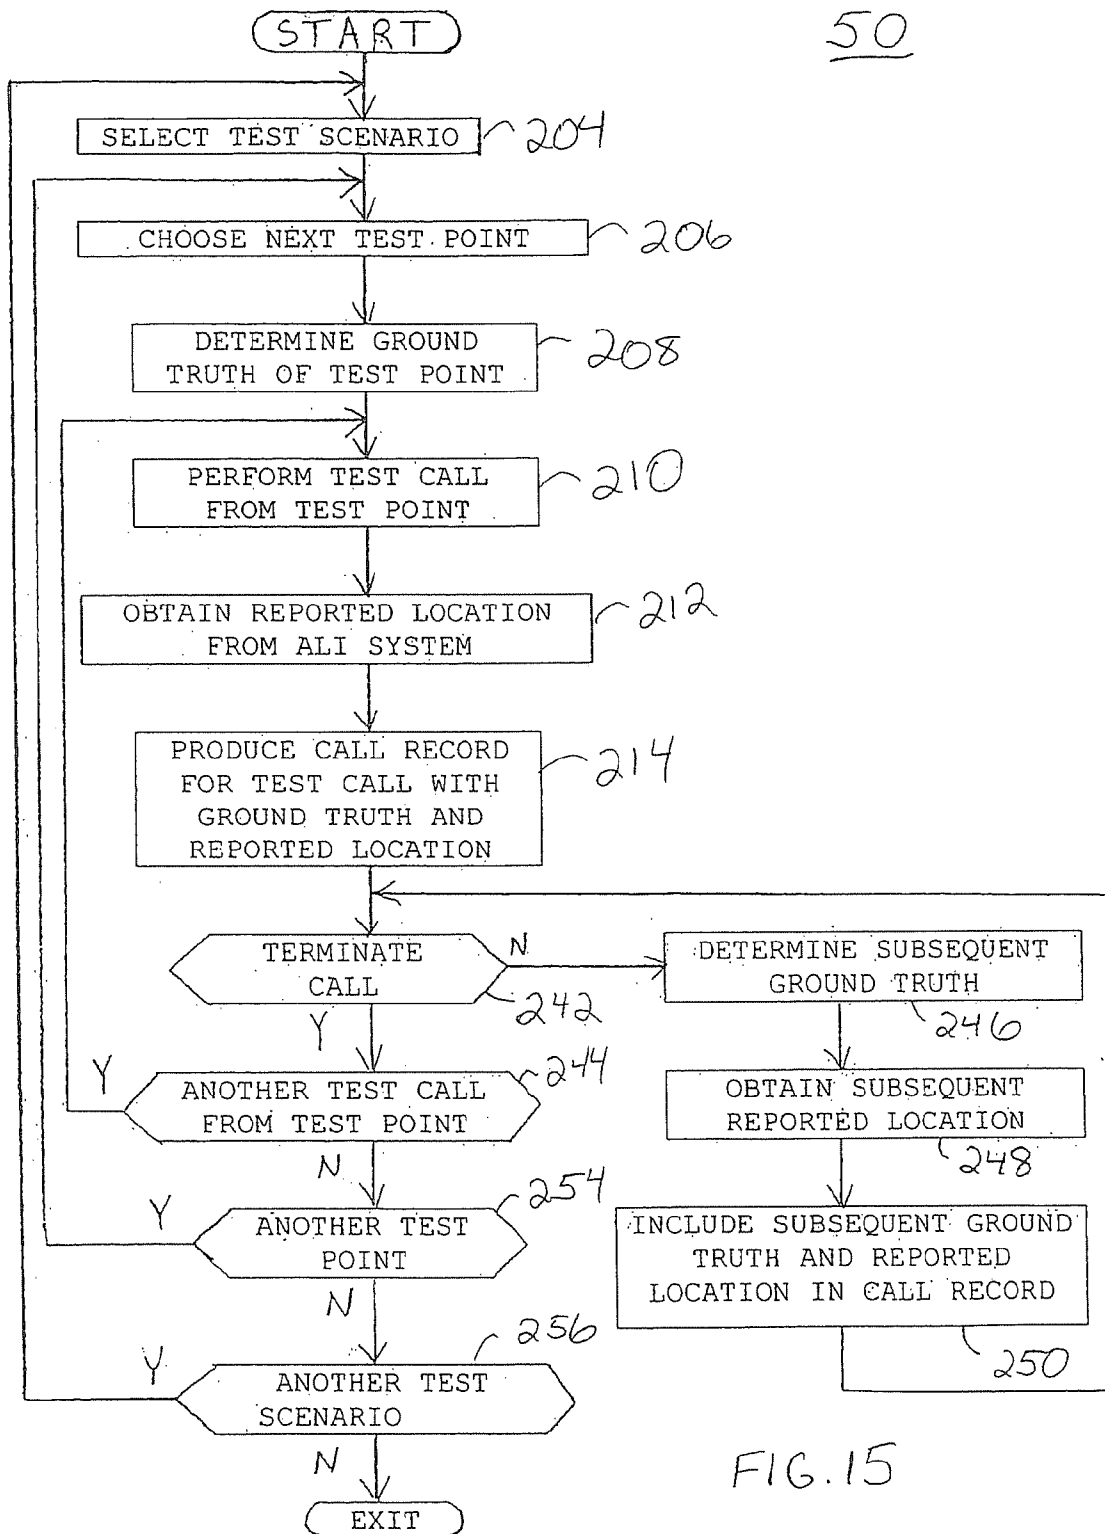 START
50
SELECT TEST SCENARIO
204
CHOOSE NEXT TEST POINT
206
DETERMINE GROUND
TRUTH OF TEST POINT
208
PERFORM TEST CALL
FROM TEST POINT
210
OBTAIN REPORTED LOCATION
FROM ALI SYSTEM
212
PRODUCE CALL RECORD
FOR TEST CALL WITH
GROUND TRUTH AND
REPORTED LOCATION
214
TERMINATE
CALL
242
N
Y
DETERMINE SUBSEQUENT
GROUND TRUTH
246
ANOTHER TEST CALL
FROM TEST POINT
244
Y
N
OBTAIN SUBSEQUENT
REPORTED LOCATION
248
ANOTHER TEST
POINT
254
Y
N
INCLUDE SUBSEQUENT GROUND
TRUTH AND REPORTED
LOCATION IN CALL RECORD
250
ANOTHER TEST
SCENARIO
256
Y
N
EXIT
FIG.15